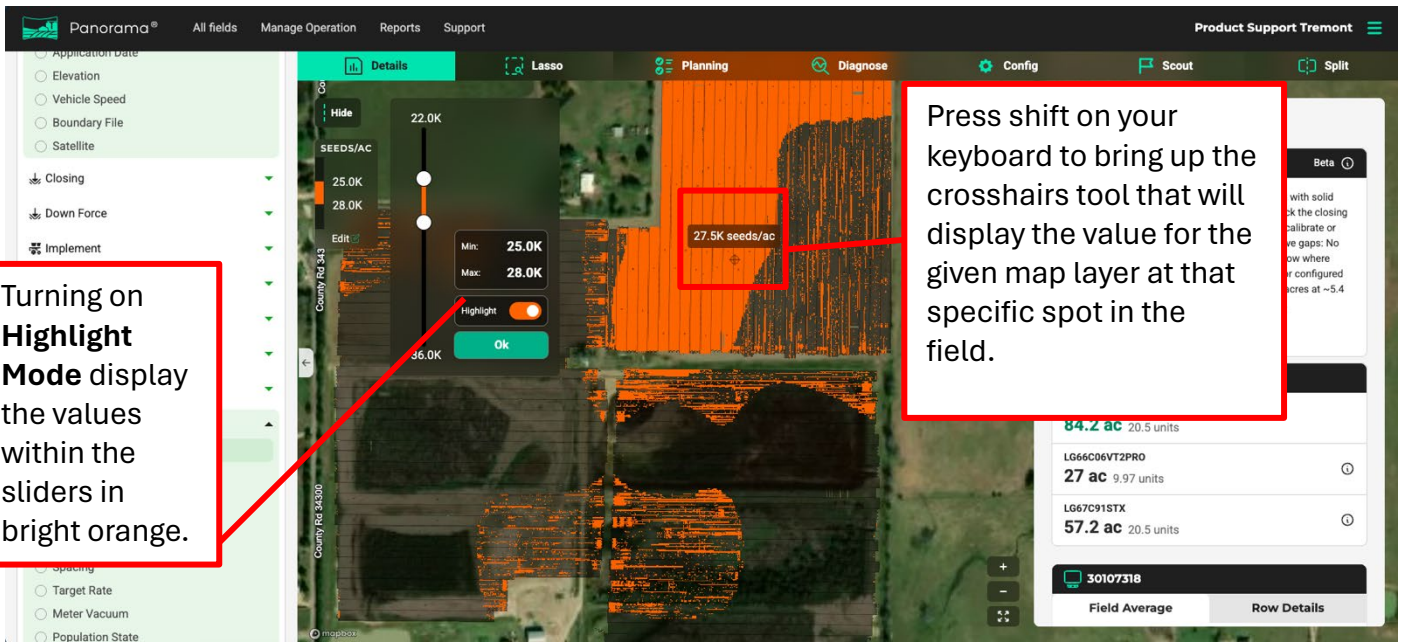 Panorama®
All fields
Manage Operation
Reports
Support
Product Support Tremont
Application Date
Elevation
Vehicle Speed
Boundary File
Satellite
Closing
Down Force
Implement
Turning on
Highlight
Mode display
the values
within the
sliders in
bright orange.
Spacing
Target Rate
Meter Vacuum
Population State
Details
Lasso
Planning
Diagnose
Config
Scout
Split
Hide
SEEDS/AC
25.0K
28.0K
Edit
22.0K
Min: 25.0K
Max: 28.0K
Highlight
Ok
36.0K
County Rd 343
County Rd 34300
27.5K seeds/ac
Press shift on your
keyboard to bring up the
crosshairs tool that will
display the value for the
given map layer at that
specific spot in the
field.
Beta
with solid
ck the closing
calibrate or
ve gaps: No
ow where
r configured
acres at ~5.4
84.2 ac 20.5 units
LG66C06VT2PRO
27 ac 9.97 units
LG67C91STX
57.2 ac 20.5 units
30107318
Field Average
Row Details
mapbox